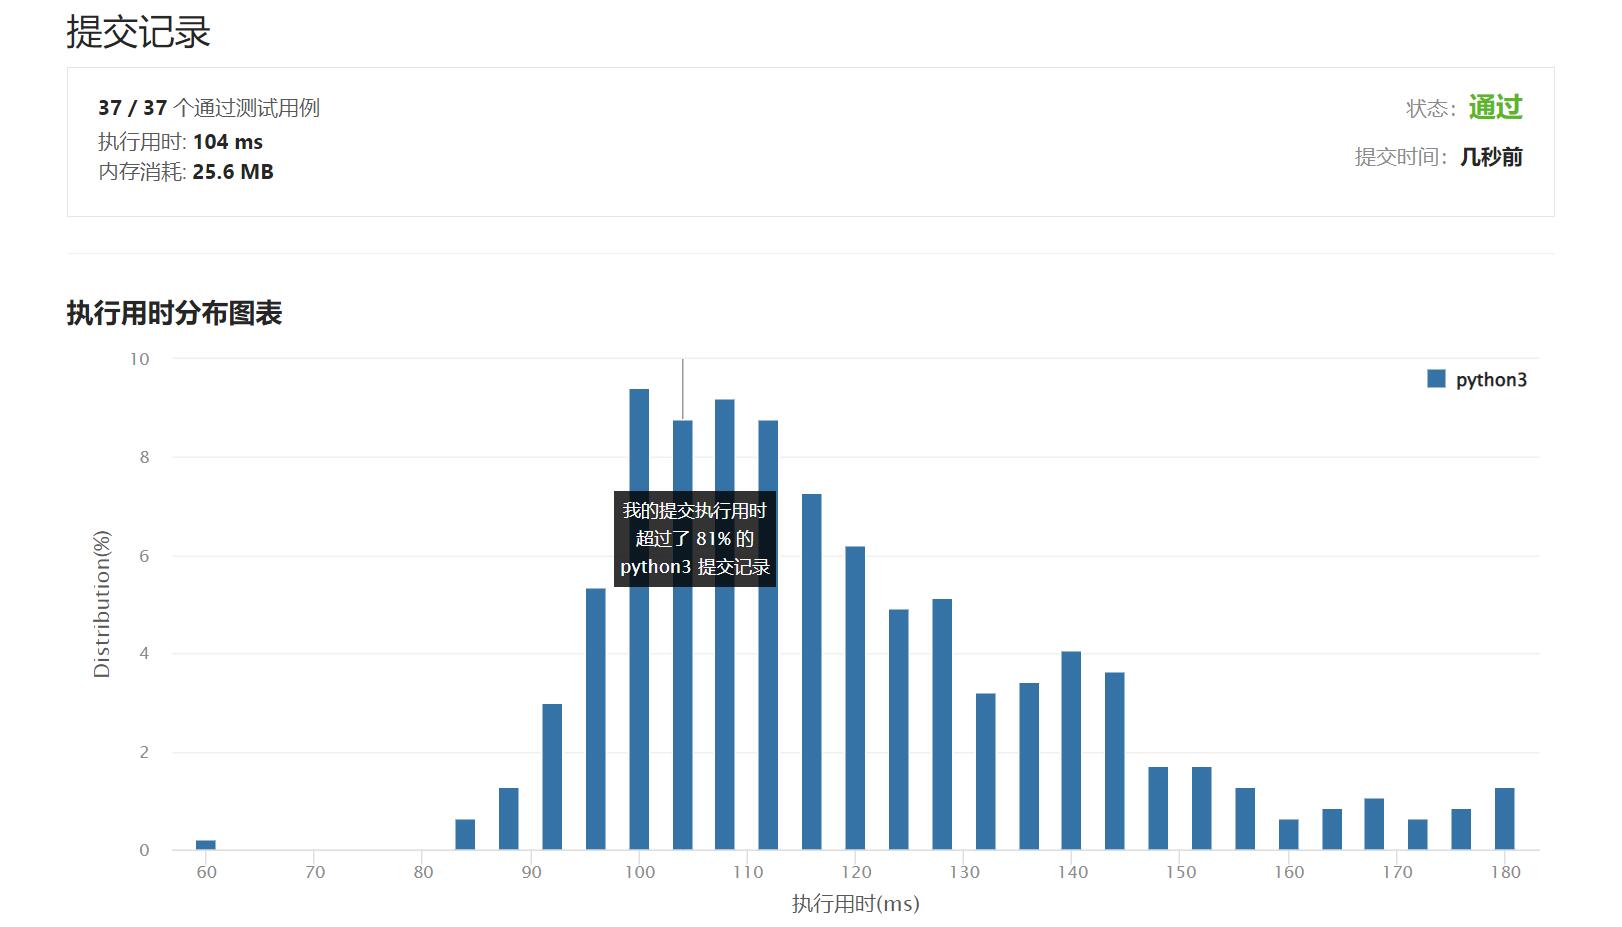 提交记录
37 / 37 个通过测试用例
状态：通过
执行用时: 104 ms
提交时间：几秒前
内存消耗: 25.6 MB
执行用时分布图表
10
python3
8
我的提交执行用时
超过了 81% 的
python3 提交记录
6
Distribution(%)
4
2
0
60 70 80 90 100 110 120 130 140 150 160 170 180
执行用时(ms)